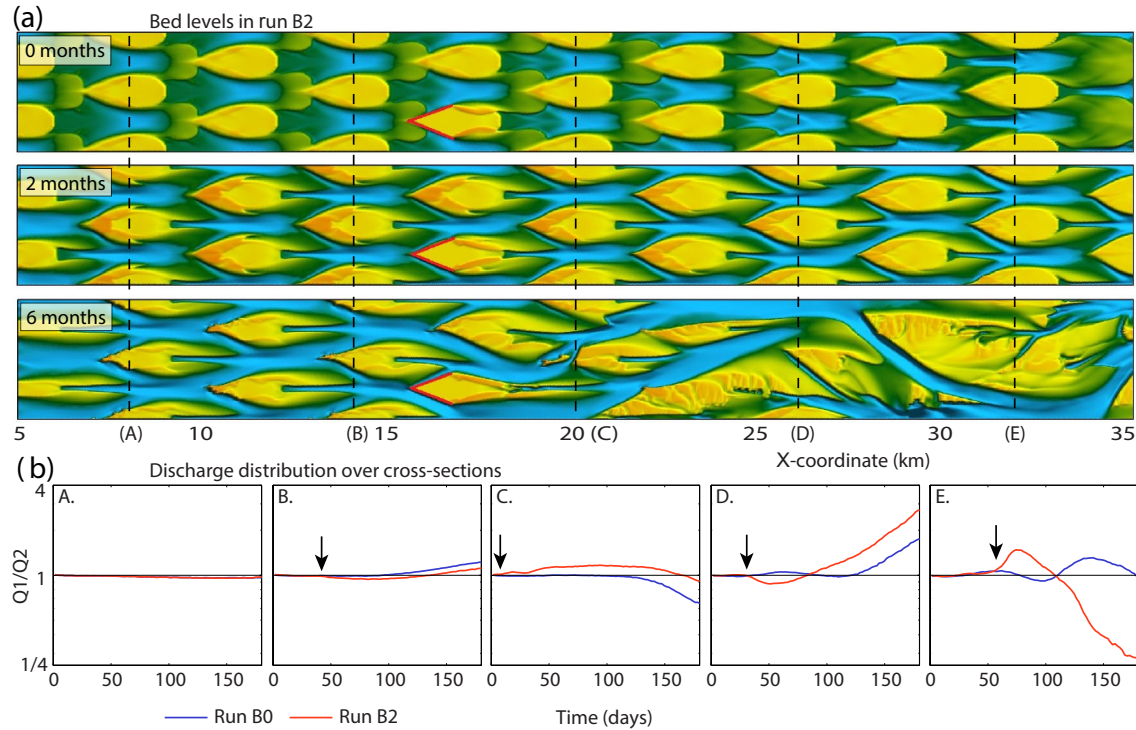 (a)
Bed levels in run B2
0 months
2 months
6 months
5 (A) 10 (B) 15 20 (C) 25 (D) 30 (E) 35
X-coordinate (km)
(b)
Discharge distribution over cross-sections
4 A. B. C. D. E.
Q1/Q2
1
1/4
0 50 100 150 0 50 100 150 0 50 100 150 0 50 100 150 0 50 100 150
Run B0 Run B2 Time (days)